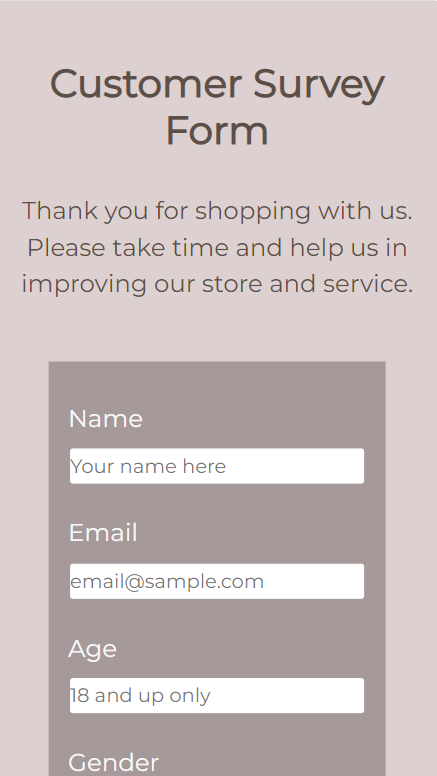 Customer Survey
Form
Thank you for shopping with us.
Please take time and help us in
improving our store and service.
Name
Your name here
Email
email@sample.com
Age
18 and up only
Gender